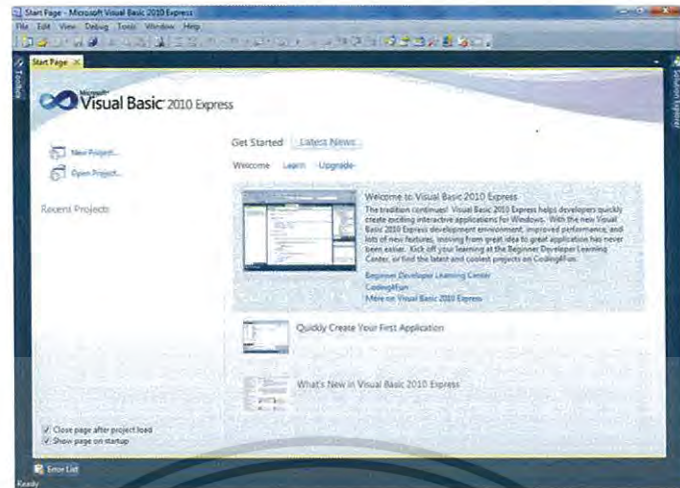 Start Page - Microsoft Visual Basic 2010 Express
File Edit View Debug Tools Window Help
Start Page
Toolbox
Solution Explorer
Microsoft
Visual Basic 2010 Express
New Project...
Open Project...
Recent Projects
Get Started Latest News
Welcome Learn Upgrade
Welcome to Visual Basic 2010 Express
The tradition continues! Visual Basic 2010 Express helps developers quickly
create exciting interactive applications for Windows. With the new Visual
Basic 2010 Express development environment, improved performance, and
lots of new features, moving from great idea to great application has never
been easier. Kick off your learning at the Beginner Developer Learning
Center, or find the latest and coolest projects on Coding4Fun.
Beginner Developer Learning Center
Coding4Fun
More on Visual Basic 2010 Express
Quickly Create Your First Application
What's New in Visual Basic 2010 Express
Close page after project load
Show page on startup
Error List
Ready